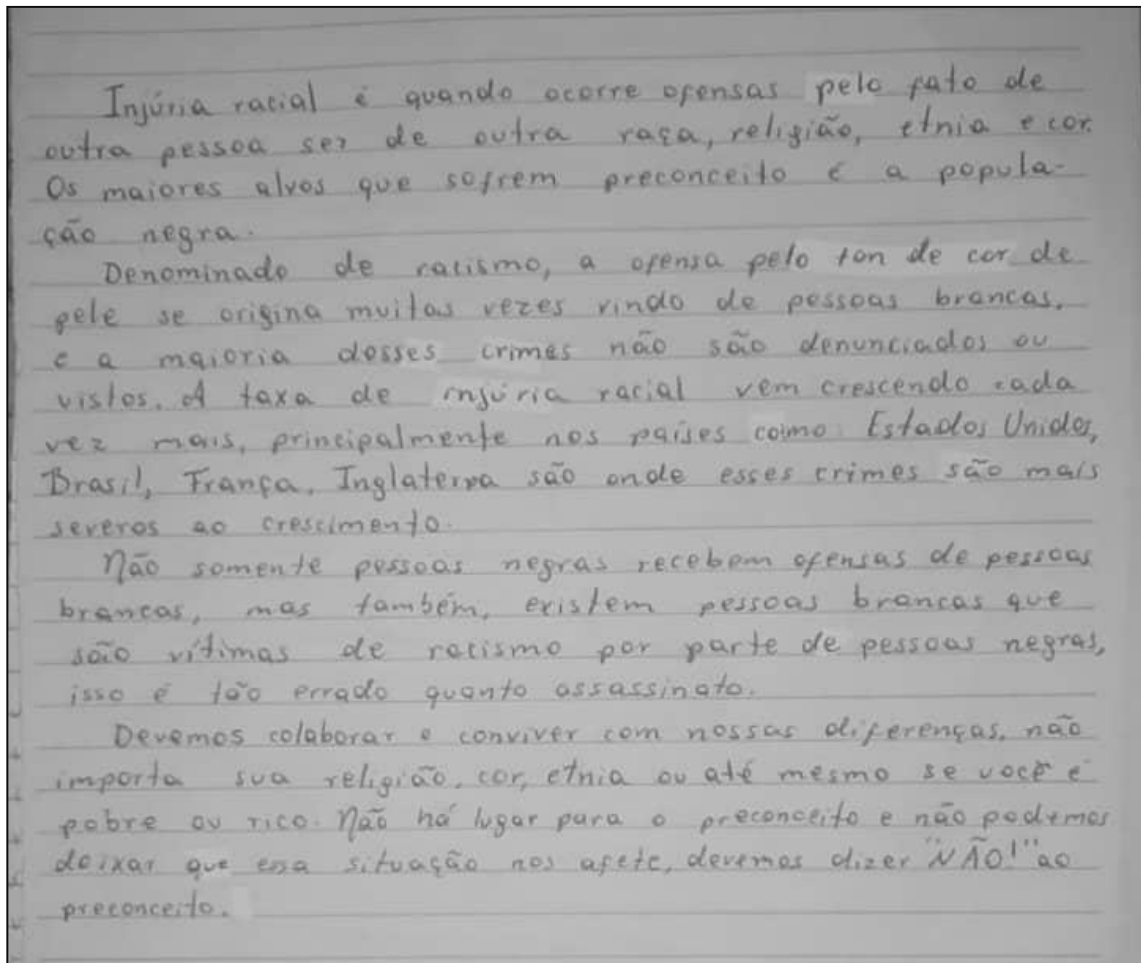 Injúria racial é quando ocorre ofensas pelo fato de
outra pessoa ser de outra raça, religião, etnia e cor.
Os maiores alvos que sofrem preconceito é a popula-
ção negra.
Denominado de racismo, a ofensa pelo ton de cor de
pele se origina muitas vezes vindo de pessoas brancas,
e a maioria desses crimes não são denunciados ou
vistos. A taxa de injúria racial vem crescendo cada
vez mais, principalmente nos países como Estados Unidos,
Brasil, França, Inglaterra são onde esses crimes são mais
severos ao crescimento.
Não somente pessoas negras recebem ofensas de pessoas
brancas, mas também, existem pessoas brancas que
são vítimas de racismo por parte de pessoas negras,
isso é tão errado quanto assassinato.
Devemos colaborar e conviver com nossas diferenças, não
importa sua religião, cor, etnia ou até mesmo se você é
pobre ou rico. Não há lugar para o preconceito e não podemos
deixar que essa situação nos afete, devemos dizer "NÃO!" ao
preconceito.